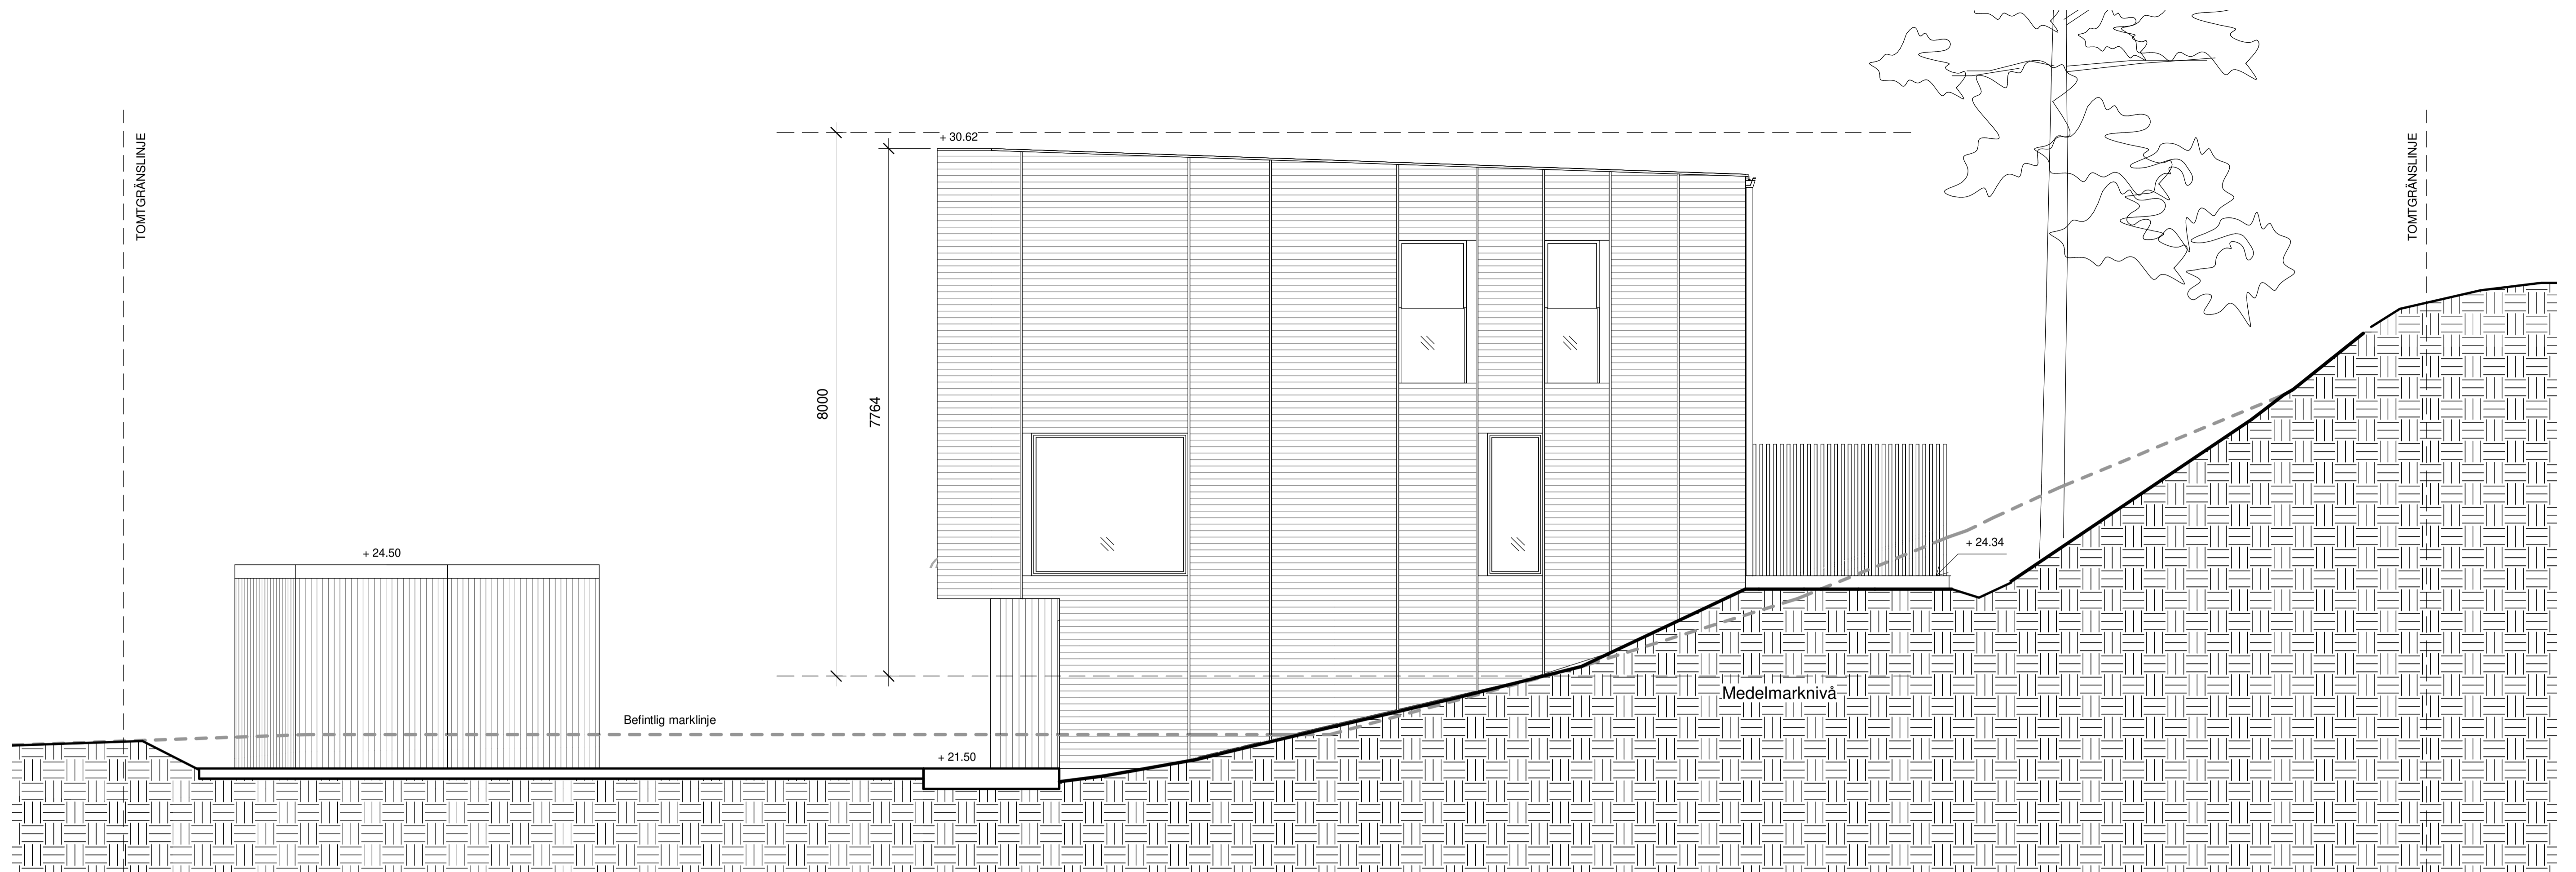 TOMTGRÄNSLINJE
+ 30.62
TOMTGRÄNSLINJE
8000
7764
+ 24.50
+ 24.34
Medelmarknivå
Befintlig marklinje
+ 21.50